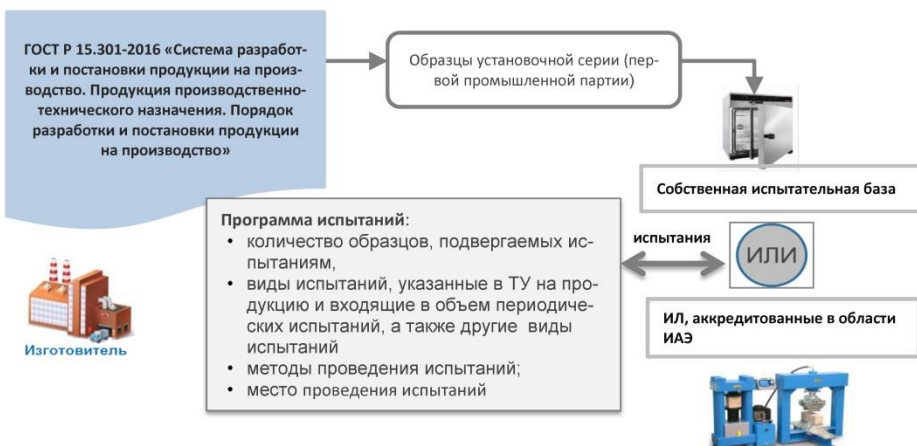 ГОСТ Р 15.301-2016 «Система разработ-
ки и постановки продукции на произ-
водство. Продукция производственно-
технического назначения. Порядок
разработки и постановки продукции
на производство»
Образцы установочной серии (пер-
вой промышленной партии)
Собственная испытательная база
Программа испытаний:
• количество образцов, подвергаемых ис-
пытаниям,
• виды испытаний, указанные в ТУ на про-
дукцию и входящие в объем периодиче-
ских испытаний, а также другие виды
испытаний
• методы проведения испытаний;
• место проведения испытаний
испытания
ИЛИ
ИЛ, аккредитованные в области
ИАЭ
Изготовитель